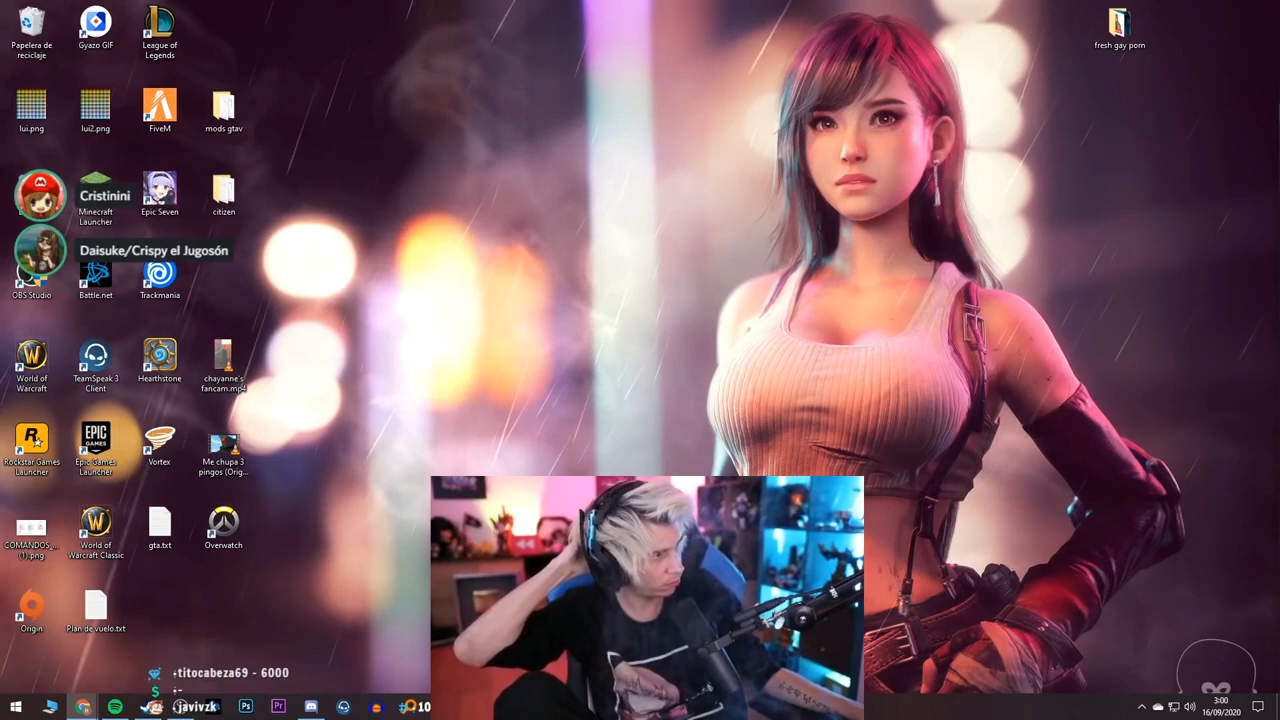 Papelera de
reciclaje
Gyazo GIF
League of
Legends
fresh gay porn
lui.png
lui2.png
FiveM
mods gtav
Cristinini
Minecraft
Launcher
Epic Seven
citizen
Daisuke/Crispy el Jugosón
OBS Studio
Battle.net
Trackmania
World of
Warcraft
TeamSpeak 3
Client
Hearthstone
chayanne's
fancam.mp4
Rockstar Games
Launcher
EPIC
GAMES
Epic Games
Launcher
Vortex
Me chupa 3
pingos (Orig...
COMANDOS_...
(1).png
World of
Warcraft Classic
gta.txt
Overwatch
Origin
Plan de vuelo.txt
-titocabeza69 - 6000
javivzk
Ps
Pr
10
3:00
16/09/2020